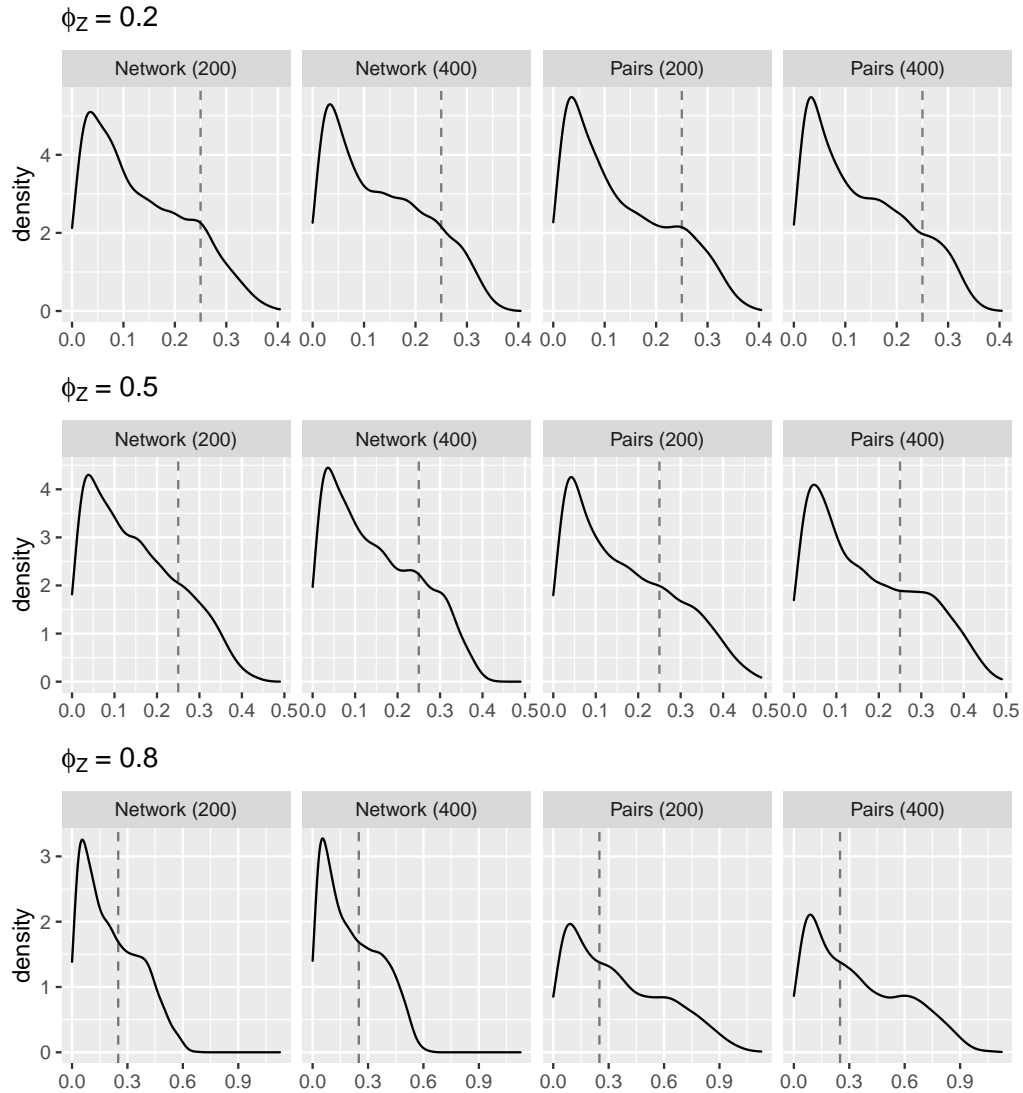 ϕZ = 0.2
Network (200) Network (400) Pairs (200) Pairs (400)
4
2
0
density
0.0 0.1 0.2 0.3 0.4 0.0 0.1 0.2 0.3 0.4 0.0 0.1 0.2 0.3 0.4 0.0 0.1 0.2 0.3 0.4
ϕZ = 0.5
Network (200) Network (400) Pairs (200) Pairs (400)
4
3
2
1
0
density
0.0 0.1 0.2 0.3 0.4 0.5 0.0 0.1 0.2 0.3 0.4 0.5 0.0 0.1 0.2 0.3 0.4 0.5 0.0 0.1 0.2 0.3 0.4 0.5
ϕZ = 0.8
Network (200) Network (400) Pairs (200) Pairs (400)
3
2
1
0
density
0.0 0.3 0.6 0.9 0.0 0.3 0.6 0.9 0.0 0.3 0.6 0.9 0.0 0.3 0.6 0.9